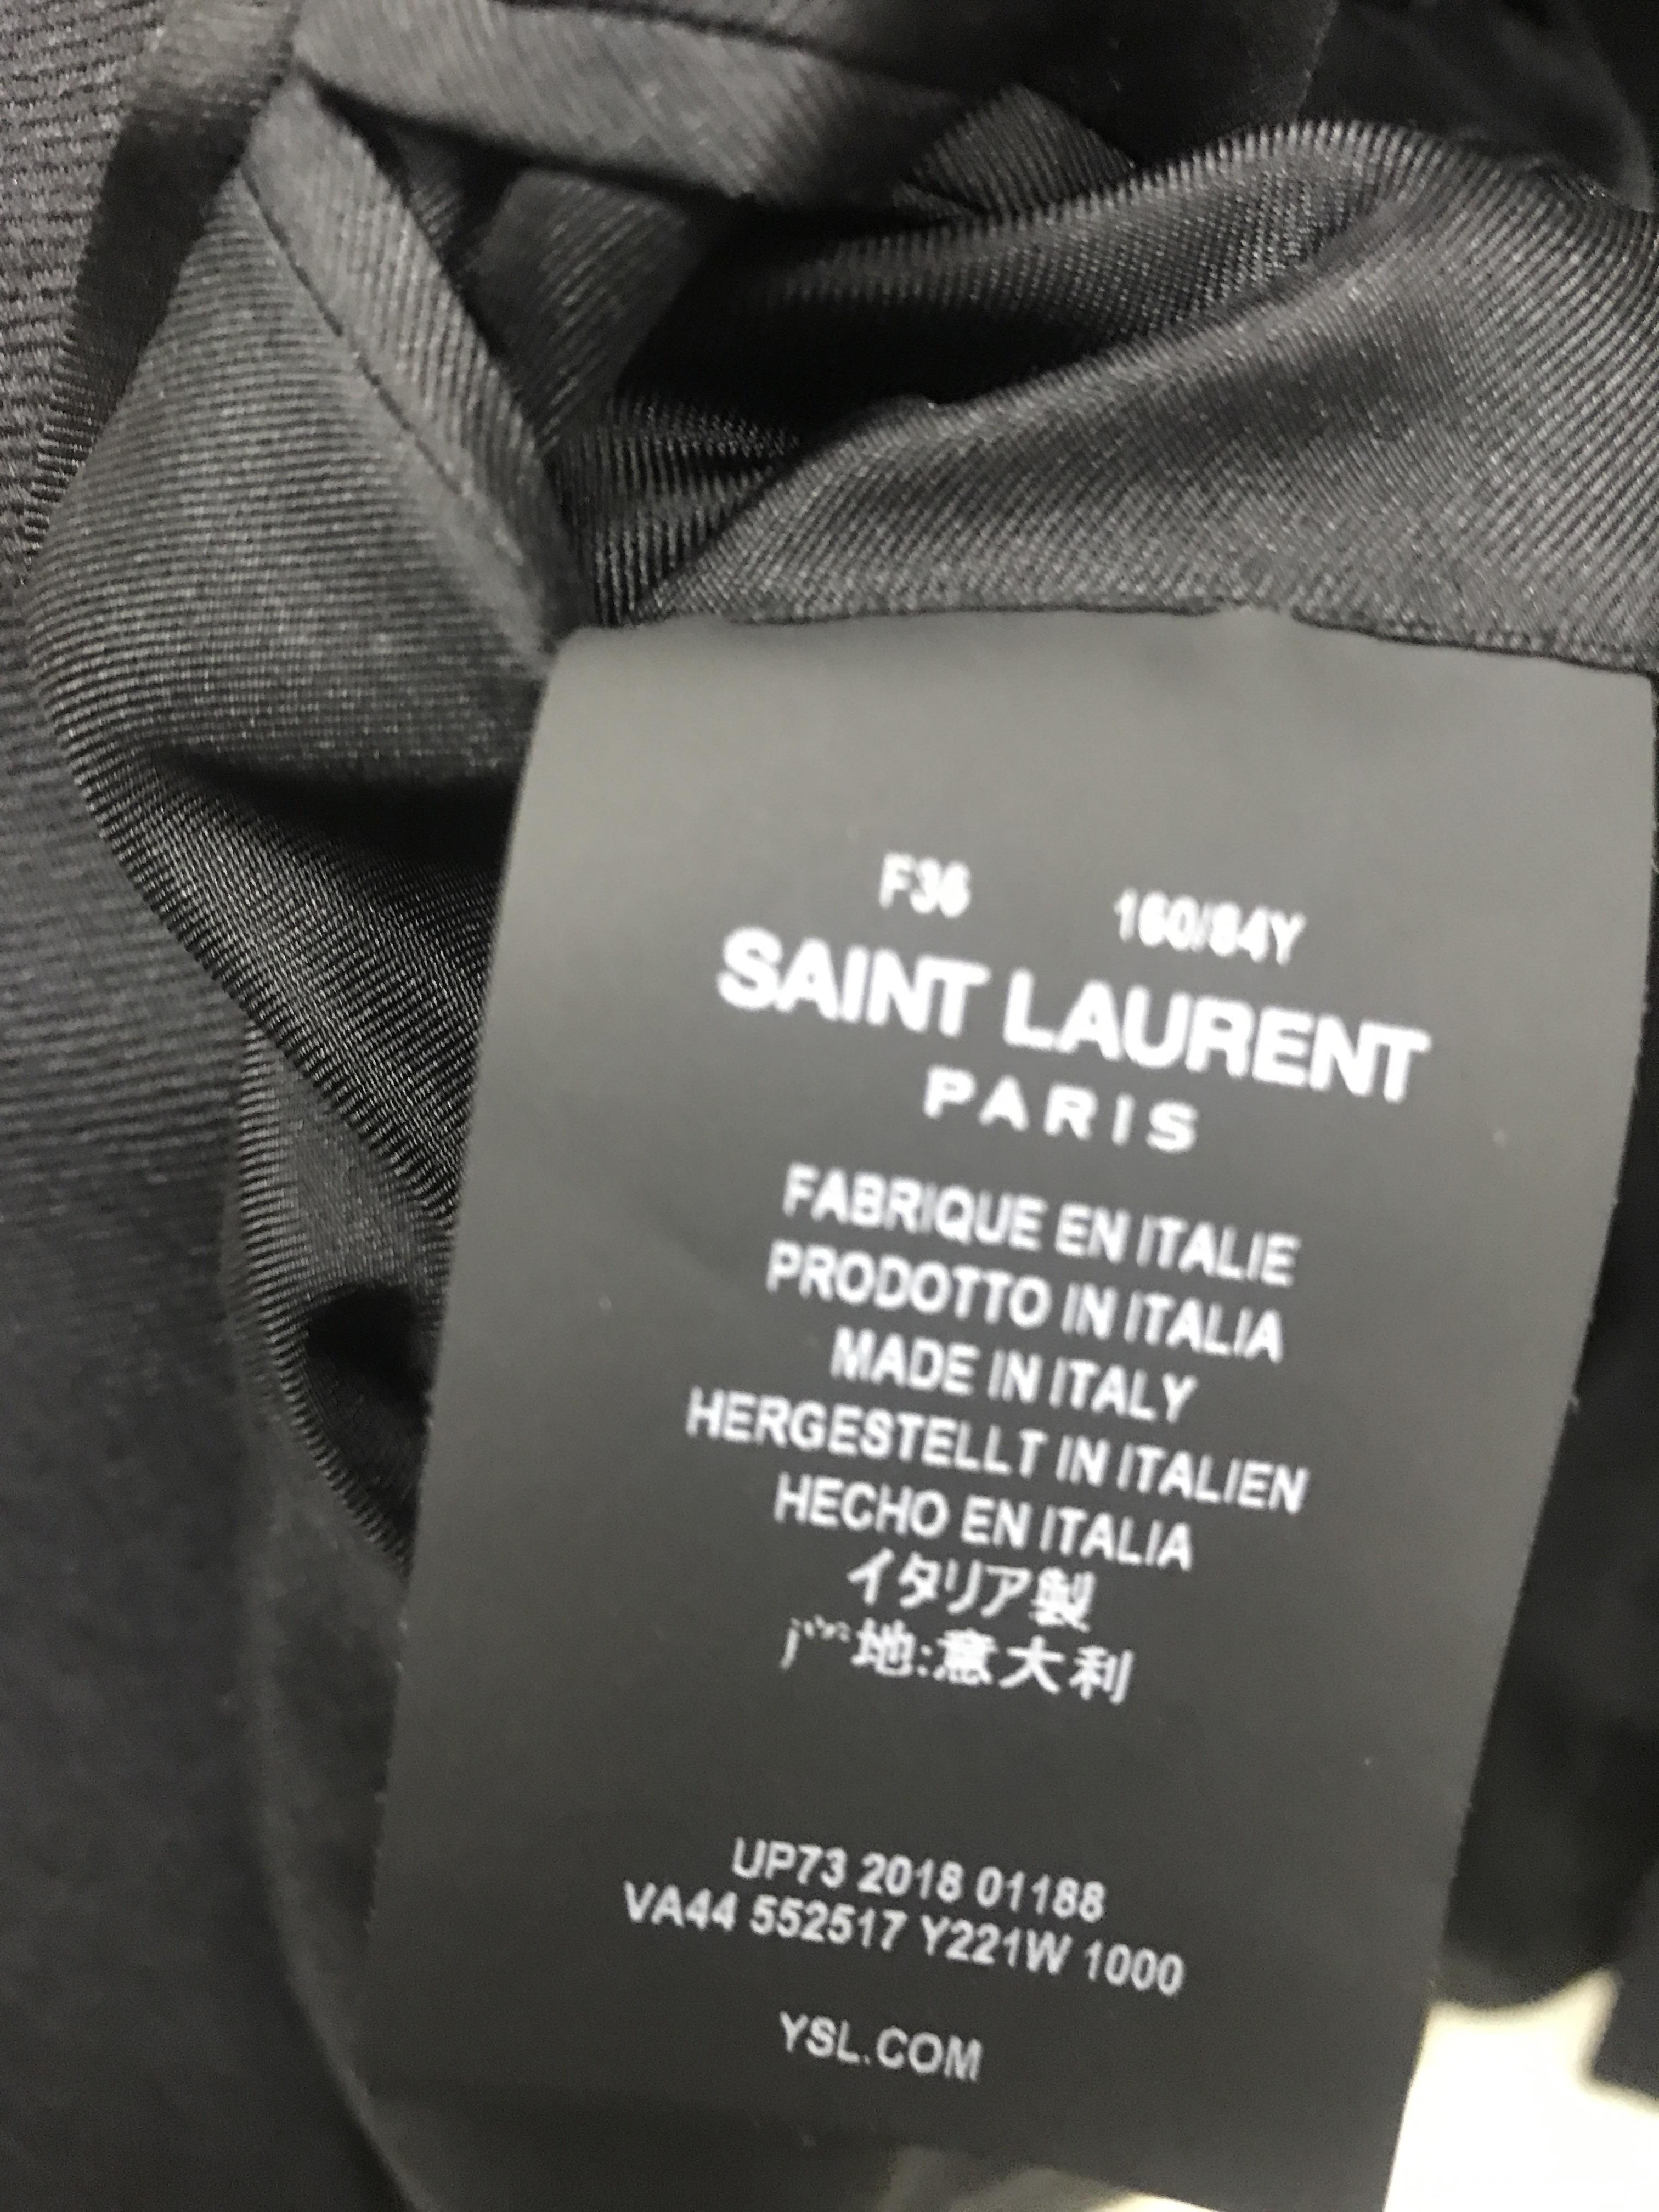 F36 160/84Y
SAINT LAURENT
PARIS
FABRIQUE EN ITALIE
PRODOTTO IN ITALIA
MADE IN ITALY
HERGESTELLT IN ITALIEN
HECHO EN ITALIA
イタリア製
地:意大利
UP73 2018 01188
VA44 552517 Y221W 1000
YSL.COM